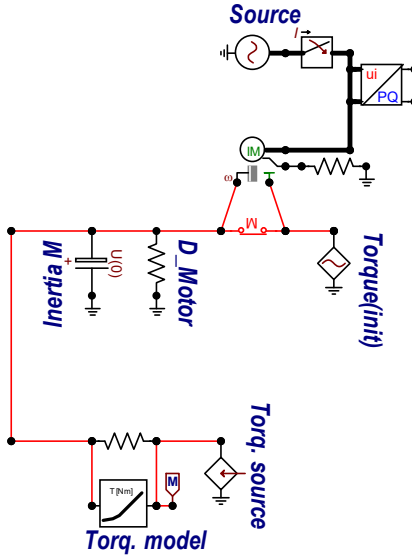 Source
I
ui
PQ
IM
ω
T
M
Inertia M
+
U(0)
D_Motor
Torque(init)
Torq. source
T [Nm]
M
Torq. model